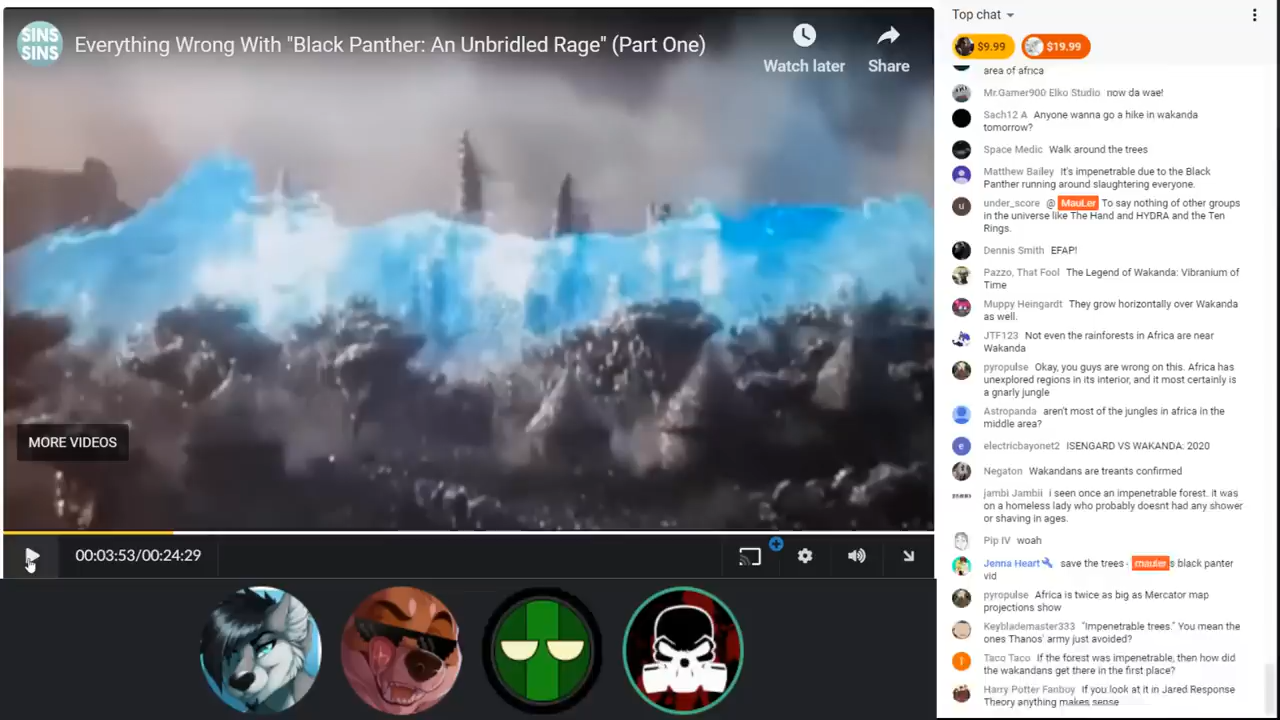 SINS
SINS
Everything Wrong With "Black Panther: An Unbridled Rage" (Part One)
Watch later
Share
MORE VIDEOS
00:03:53/00:24:29
Top chat
$9.99
$19.99
area of africa
Mr.Gamer900 Elko Studio now da wae!
Sach12 A Anyone wanna go a hike in wakanda
tomorrow?
Space Medic Walk around the trees
Matthew Bailey It's impenetrable due to the Black
Panther running around slaughtering everyone.
under_score @ MauLer To say nothing of other groups
in the universe like The Hand and HYDRA and the Ten
Rings.
Dennis Smith EFAP!
Pazzo, That Fool The Legend of Wakanda: Vibranium of
Time
Muppy Heingardt They grow horizontally over Wakanda
as well.
JTF123 Not even the rainforests in Africa are near
Wakanda
pyropulse Okay, you guys are wrong on this. Africa has
unexplored regions in its interior, and it most certainly is
a gnarly jungle
Astropanda aren't most of the jungles in africa in the
middle area?
e
electricbayonet2 ISENGARD VS WAKANDA: 2020
Negaton Wakandans are treants confirmed
jambi Jambii i seen once an impenetrable forest. it was
on a homeless lady who probably doesnt had any shower
or shaving in ages.
Pip IV woah
Jenna Heart save the trees - mauler s black panter
vid
pyropulse Africa is twice as big as Mercator map
projections show
Keyblademaster333 "Impenetrable trees." You mean the
ones Thanos' army just avoided?
Taco Taco If the forest was impenetrable, then how did
the wakandans get there in the first place?
Harry Potter Fanboy If you look at it in Jared Response
Theory anything makes sense